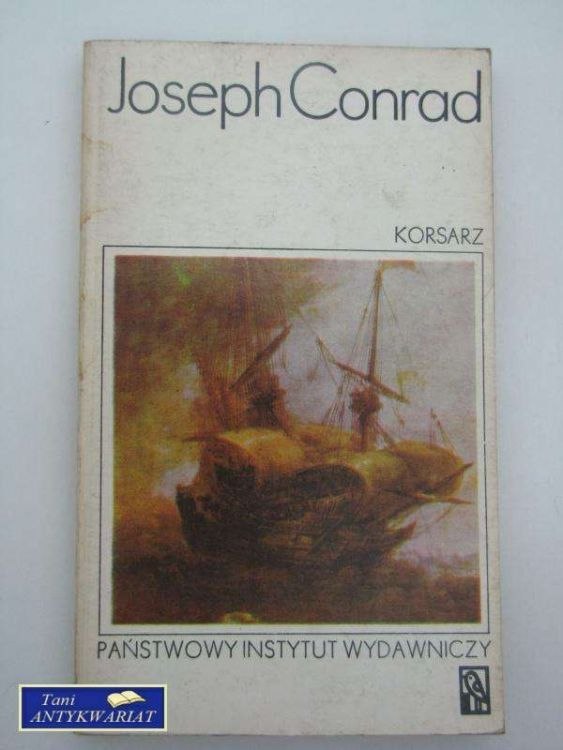 Joseph Conrad
KORSARZ
PAŃSTWOWY INSTYTUT WYDAWNICZY
Tani
ANTYKWARIAT